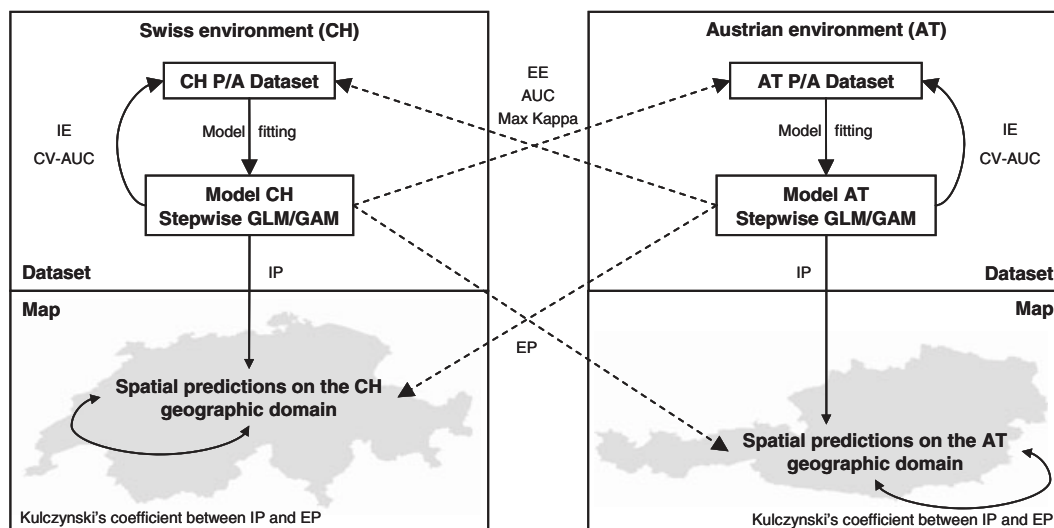 Swiss environment (CH)
CH P/A Dataset
IE
CV-AUC
Model fitting
Model CH
Stepwise GLM/GAM
IP
Dataset
EE
AUC
Max Kappa
Austrian environment (AT)
AT P/A Dataset
Model fitting
IE
CV-AUC
Model AT
Stepwise GLM/GAM
IP
Dataset
Map
Spatial predictions on the CH
geographic domain
Kulczynski's coefficient between IP and EP
EP
Map
Spatial predictions on the AT
geographic domain
Kulczynski's coefficient between IP and EP